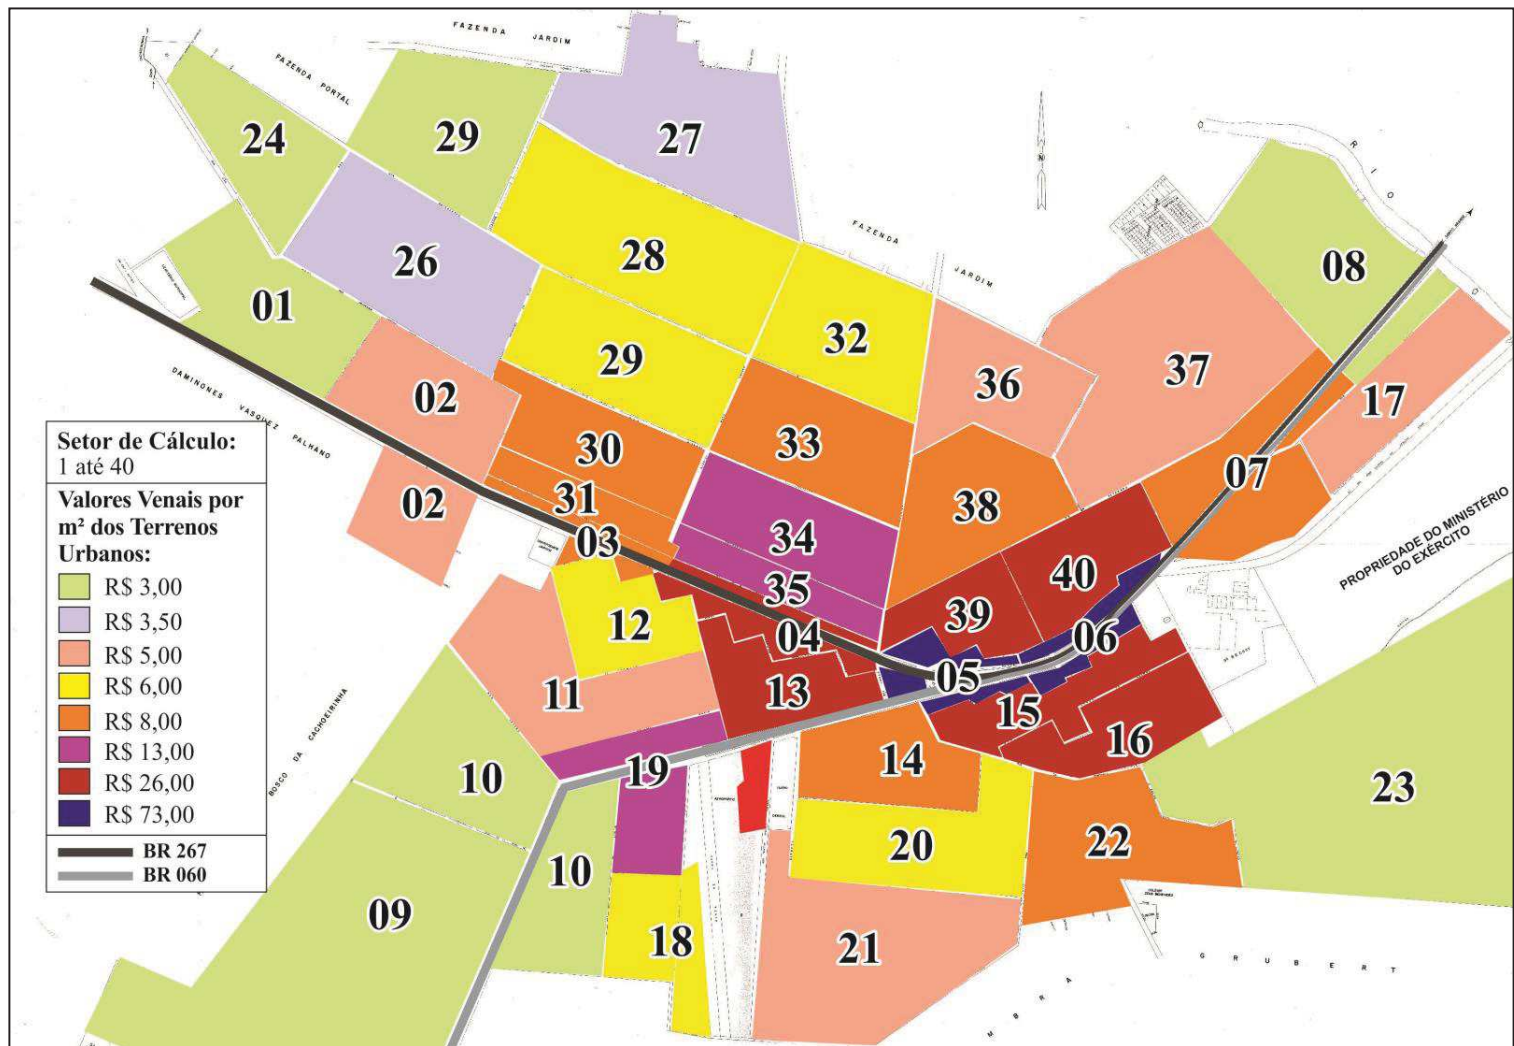 FAZENDA JARDIM
FAZENDA PORTAL
24
29
27
N
RIO
28
FAZENDA
JARDIM
08
26
01
32
29
36
37
17
DAMINONES VASQUEZ PALHANO
02
Setor de Cálculo:
1 até 40
Valores Venais por
m² dos Terrenos
Urbanos:
R$ 3,00
R$ 3,50
R$ 5,00
R$ 6,00
R$ 8,00
R$ 13,00
R$ 26,00
R$ 73,00
BR 267
BR 060
30
33
07
31
02
38
03
34
PROPRIEDADE DO MINISTÉRIO
DO EXÉRCITO
35
40
39
12
04
06
05
13
11
15
16
BOSCO DA CACHOEIRINHA
10
19
14
23
20
22
10
09
18
21
GRUBERT
MBRA